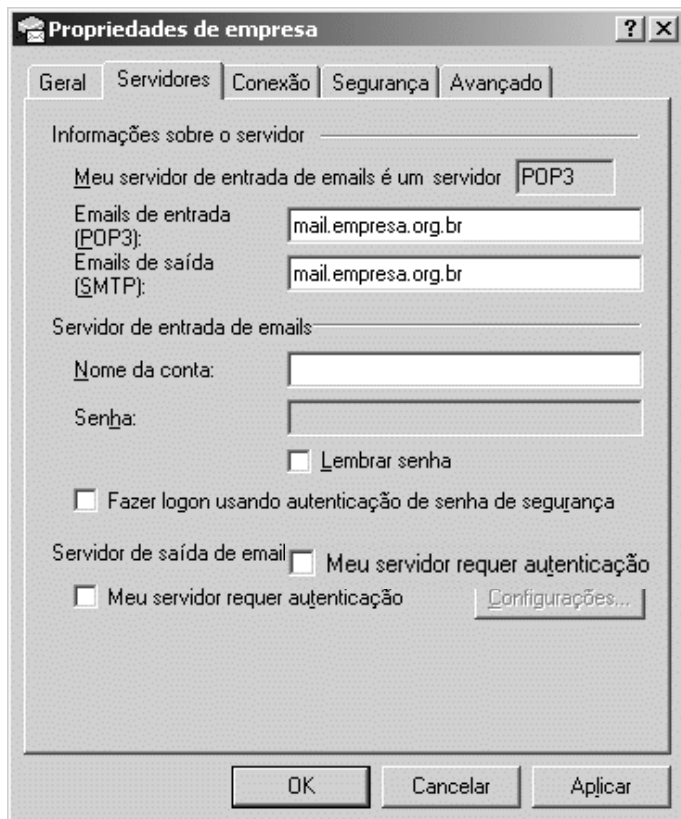 Propriedades de empresa
Geral Servidores Conexão Segurança Avançado
Informações sobre o servidor
Meu servidor de entrada de emails é um servidor POP3
Emails de entrada
(POP3):
mail.empresa.org.br
Emails de saída
(SMTP):
mail.empresa.org.br
Servidor de entrada de emails
Nome da conta:
Senha:
Lembrar senha
Fazer logon usando autenticação de senha de segurança
Servidor de saída de email
Meu servidor requer autenticação
Meu servidor requer autenticação
Configurações...
OK Cancelar Aplicar